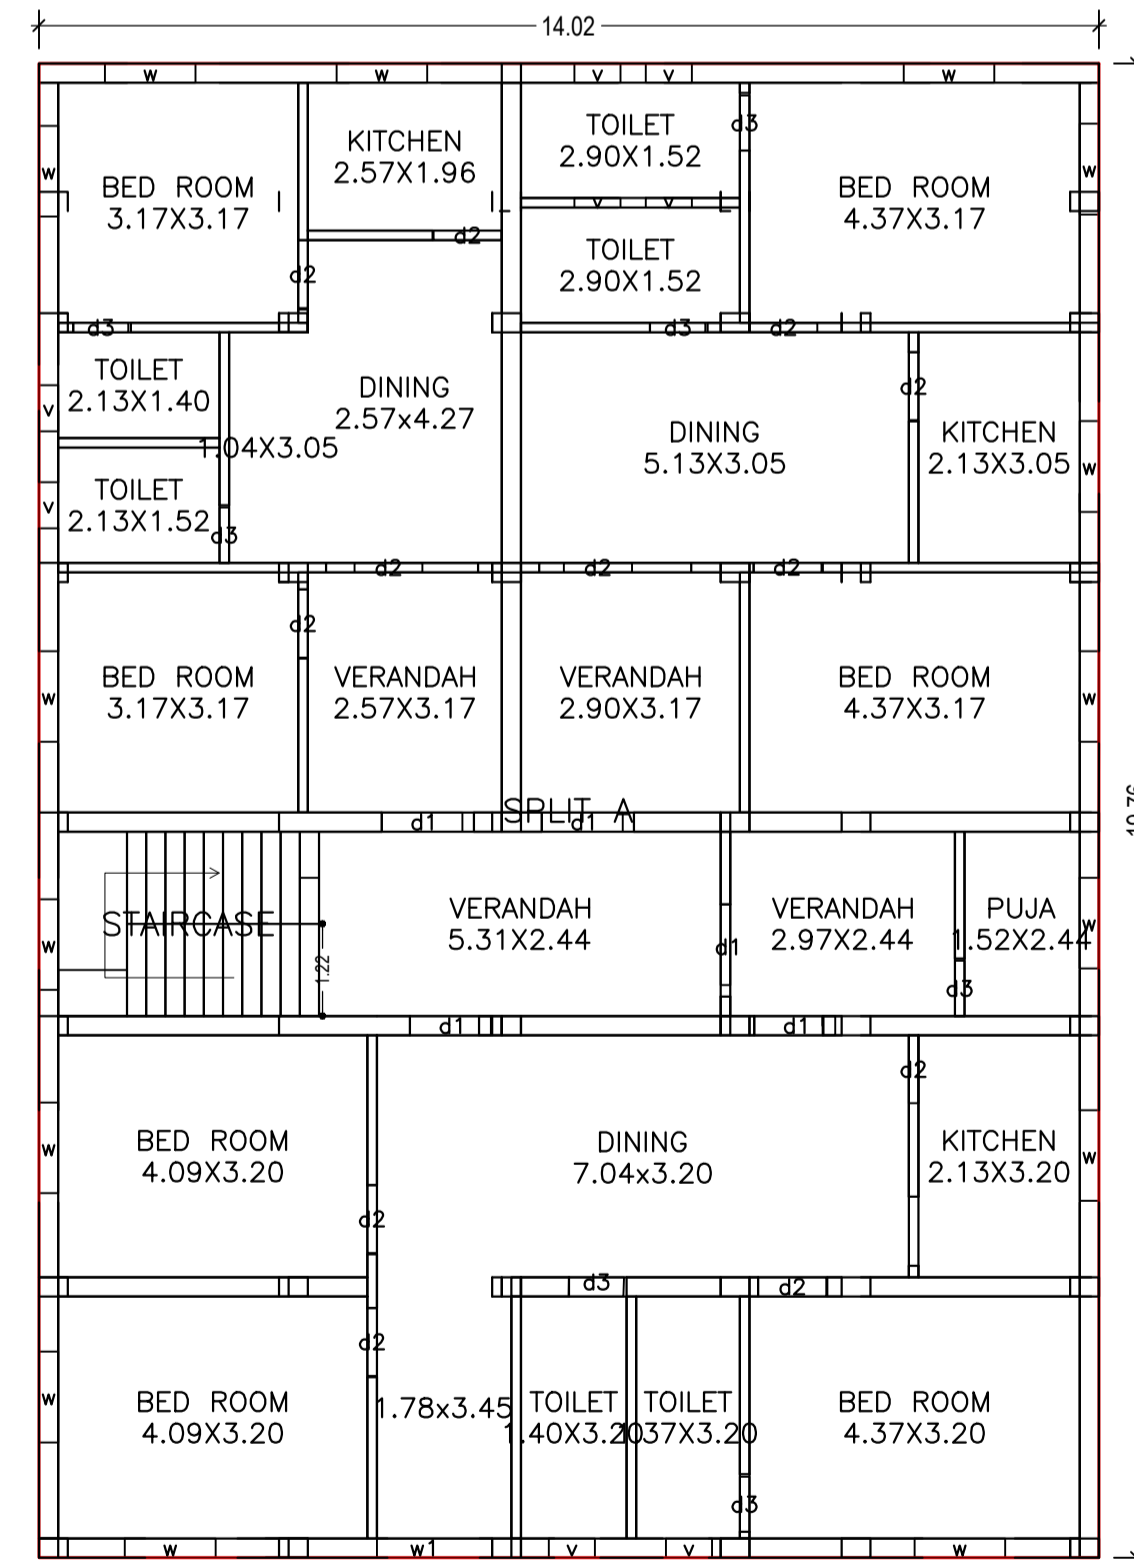 14.02
w
w
v
v
w
KITCHEN
2.57X1.96
TOILET
2.90X1.52
d3
w
BED ROOM
3.17X3.17
v
v
BED ROOM
4.37X3.17
w
d2
d2
TOILET
2.90X1.52
d3
d3
d2
TOILET
2.13X1.40
v
DINING
2.57x4.27
d2
1.04X3.05
DINING
5.13X3.05
KITCHEN
2.13X3.05
w
TOILET
2.13X1.52
v
d3
d2
d2
d2
d2
BED ROOM
3.17X3.17
w
VERANDAH
2.57X3.17
VERANDAH
2.90X3.17
BED ROOM
4.37X3.17
w
SPLIT A
d1
d1
STAIRCASE
w
1.22
VERANDAH
5.31X2.44
d1
VERANDAH
2.97X2.44
PUJA
1.52X2.44
w
d3
d1
d1
d2
BED ROOM
4.09X3.20
w
DINING
7.04x3.20
KITCHEN
2.13X3.20
w
d2
d3
d2
d2
BED ROOM
4.09X3.20
w
1.78x3.45
TOILET
1.40X3.20
TOILET
1.37X3.20
BED ROOM
4.37X3.20
d3
w
w1
v
v
w